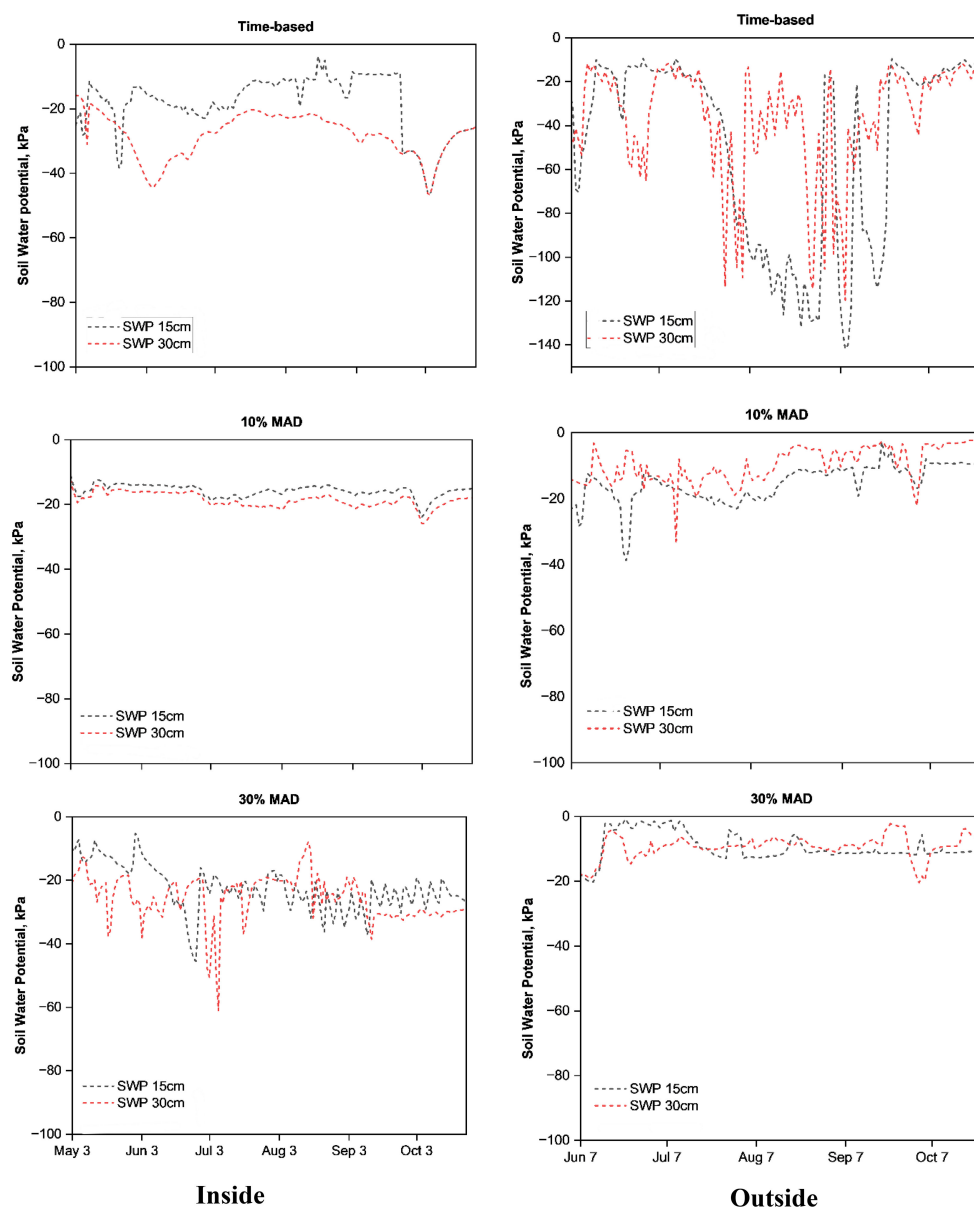 Time-based
Soil Water potential, kPa
0
−20
−40
−60
−80
−100
SWP 15cm
SWP 30cm
Time-based
Soil Water Potential, kPa
0
−20
−40
−60
−80
−100
−120
−140
SWP 15cm
SWP 30cm
10% MAD
Soil Water Potential, kPa
0
−20
−40
−60
−80
−100
SWP 15cm
SWP 30cm
10% MAD
Soil Water Potential, kPa
0
−20
−40
−60
−80
−100
SWP 15cm
SWP 30cm
30% MAD
Soil Water Potential, kPa
0
−20
−40
−60
−80
−100
SWP 15cm
SWP 30cm
May 3 Jun 3 Jul 3 Aug 3 Sep 3 Oct 3
Inside
30% MAD
Soil Water Potential, kPa
0
−20
−40
−60
−80
−100
SWP 15cm
SWP 30cm
Jun 7 Jul 7 Aug 7 Sep 7 Oct 7
Outside